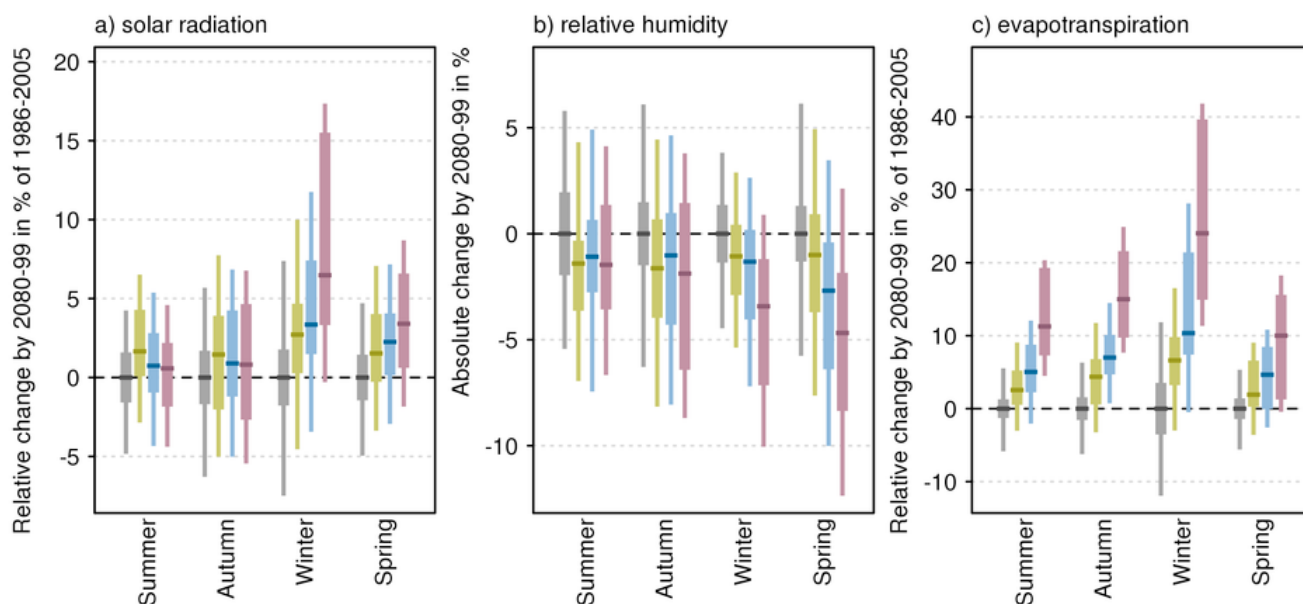 a) solar radiation
Relative change by 2080-99 in % of 1986-2005
20
15
10
5
0
-5
Summer
Autumn
Winter
Spring
b) relative humidity
Absolute change by 2080-99 in %
5
0
-5
-10
Summer
Autumn
Winter
Spring
c) evapotranspiration
Relative change by 2080-99 in % of 1986-2005
40
30
20
10
0
-10
Summer
Autumn
Winter
Spring